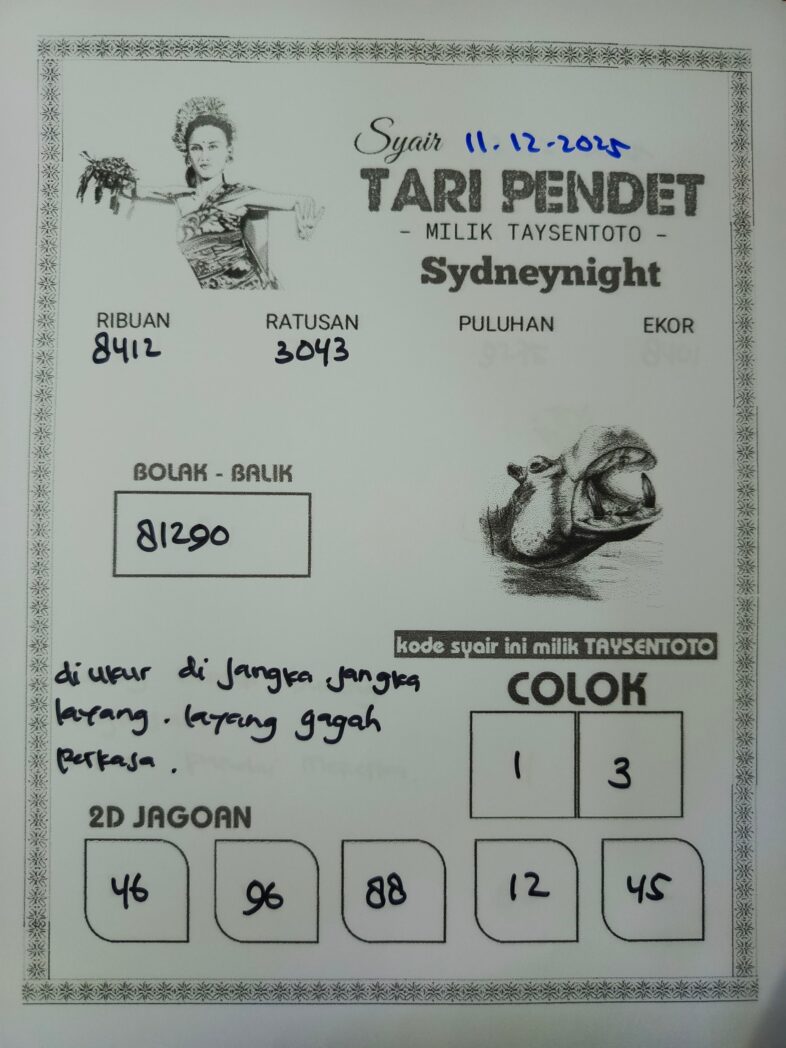 Syair 11.12-2025
TARI PENDET
- MILIK TAYSENTOTO -
Sydneynight
RIBUAN RATUSAN PULUHAN EKOR
8412 3043
BOLAK - BALIK
81290
kode syair ini milik TAYSENTOTO
di ukur di jangka jangka
layang. layang gagah
perkasa.
COLOK
1 3
2D JAGOAN
46 96 88 12 45